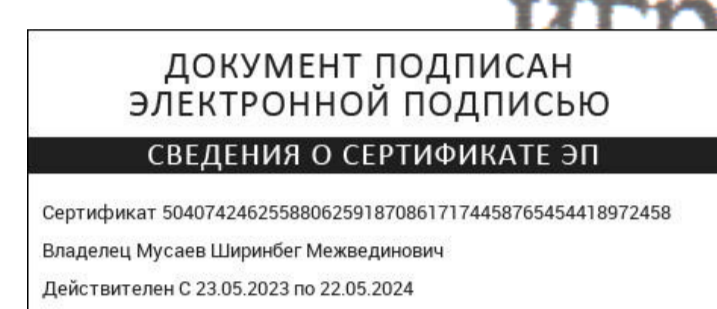 ДОКУМЕНТ ПОДПИСАН
ЭЛЕКТРОННОЙ ПОДПИСЬЮ
СВЕДЕНИЯ О СЕРТИФИКАТЕ ЭП
Сертификат 504074246255880625918708617174458765454418972458
Владелец Мусаев Ширинбег Межвединович
Действителен С 23.05.2023 по 22.05.2024